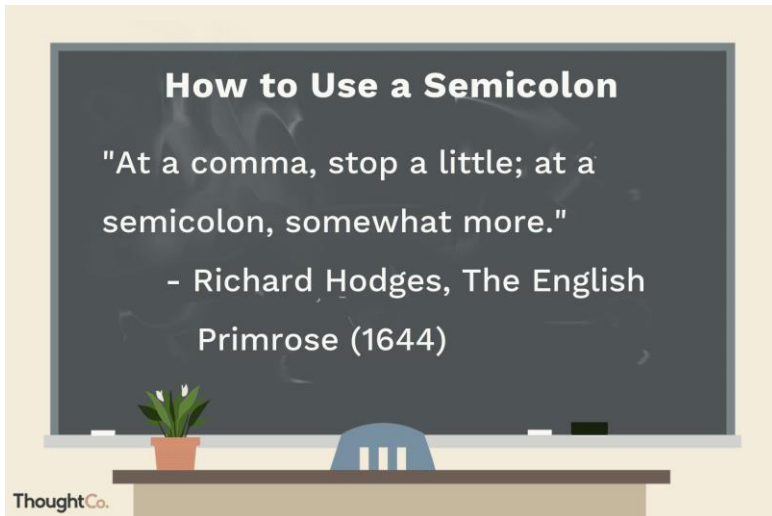 How to Use a Semicolon
"At a comma, stop a little; at a
semicolon, somewhat more."
- Richard Hodges, The English
Primrose (1644)
ThoughtCo.